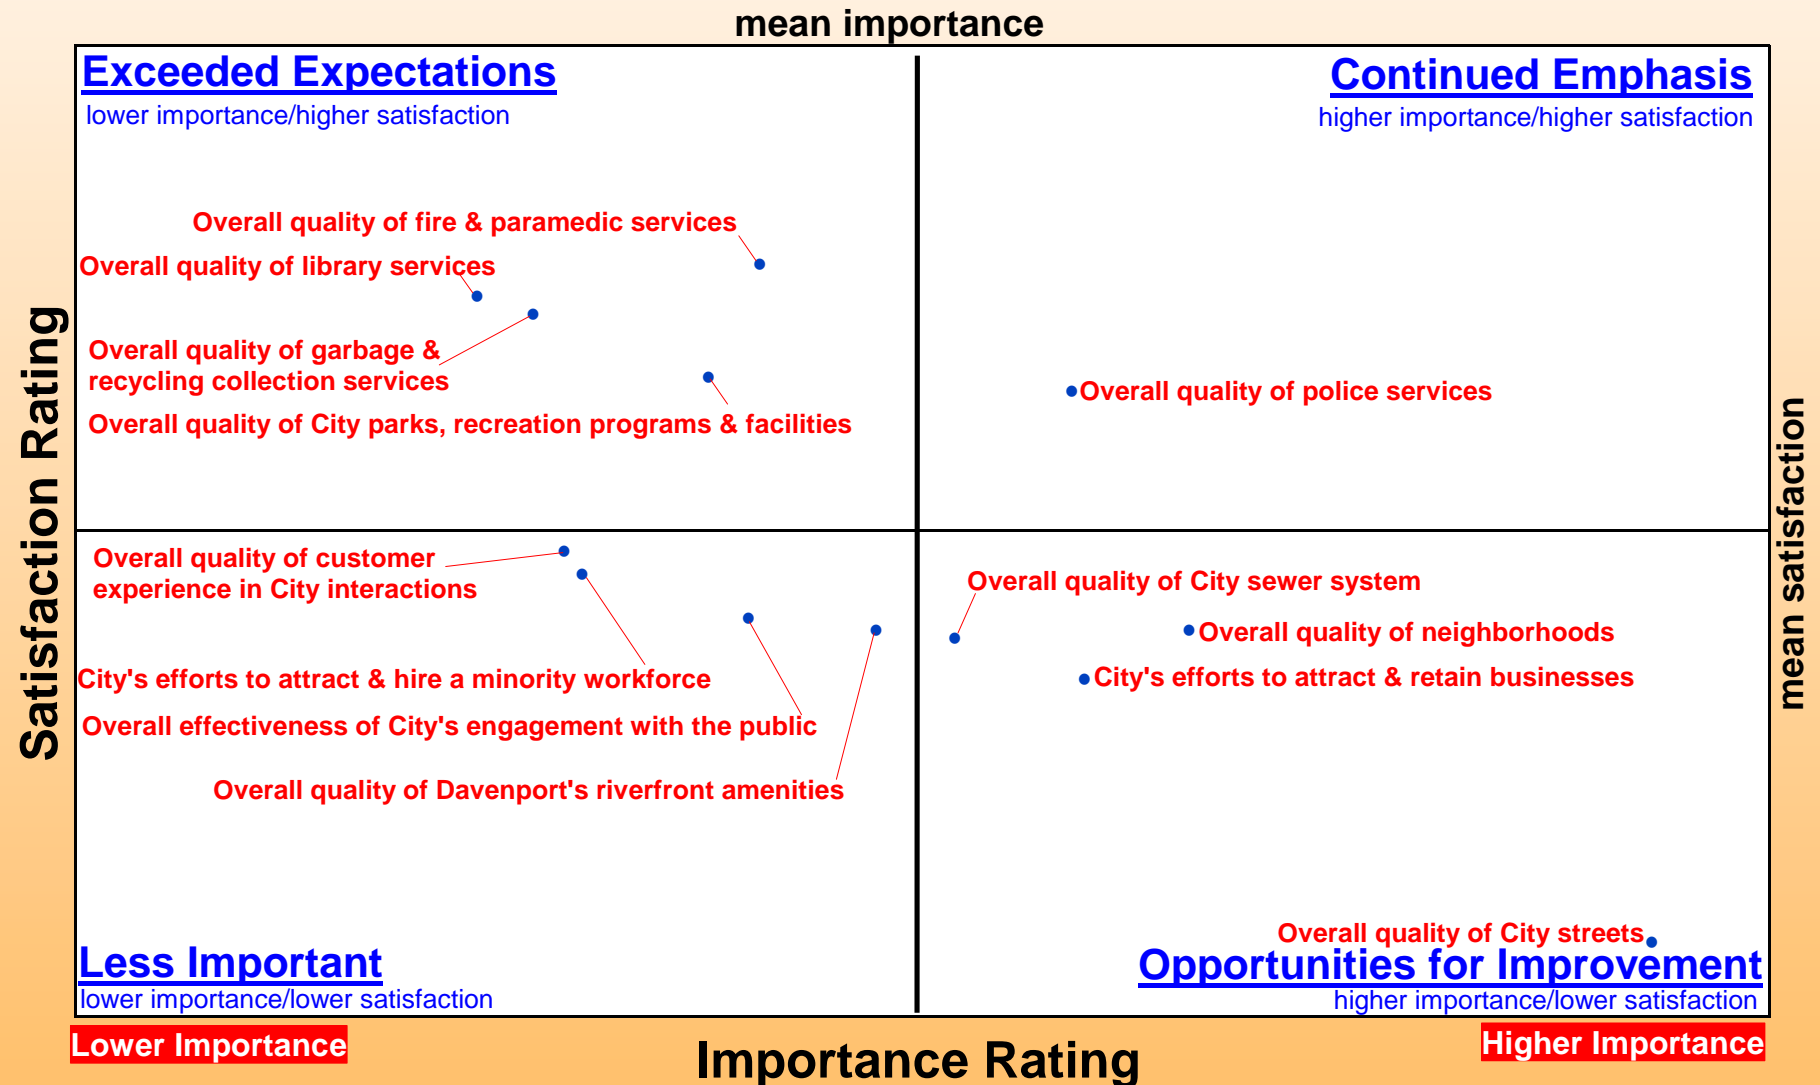 mean importance
Exceeded Expectations
lower importance/higher satisfaction
Continued Emphasis
higher importance/higher satisfaction
Overall quality of fire & paramedic services
Overall quality of library services
Overall quality of garbage &
recycling collection services
Overall quality of City parks, recreation programs & facilities
Overall quality of police services
Satisfaction Rating
mean satisfaction
Overall quality of customer
experience in City interactions
City's efforts to attract & hire a minority workforce
Overall effectiveness of City's engagement with the public
Overall quality of Davenport's riverfront amenities
Overall quality of City sewer system
Overall quality of neighborhoods
City's efforts to attract & retain businesses
Overall quality of City streets
Less Important
lower importance/lower satisfaction
Opportunities for Improvement
higher importance/lower satisfaction
Lower Importance
Importance Rating
Higher Importance